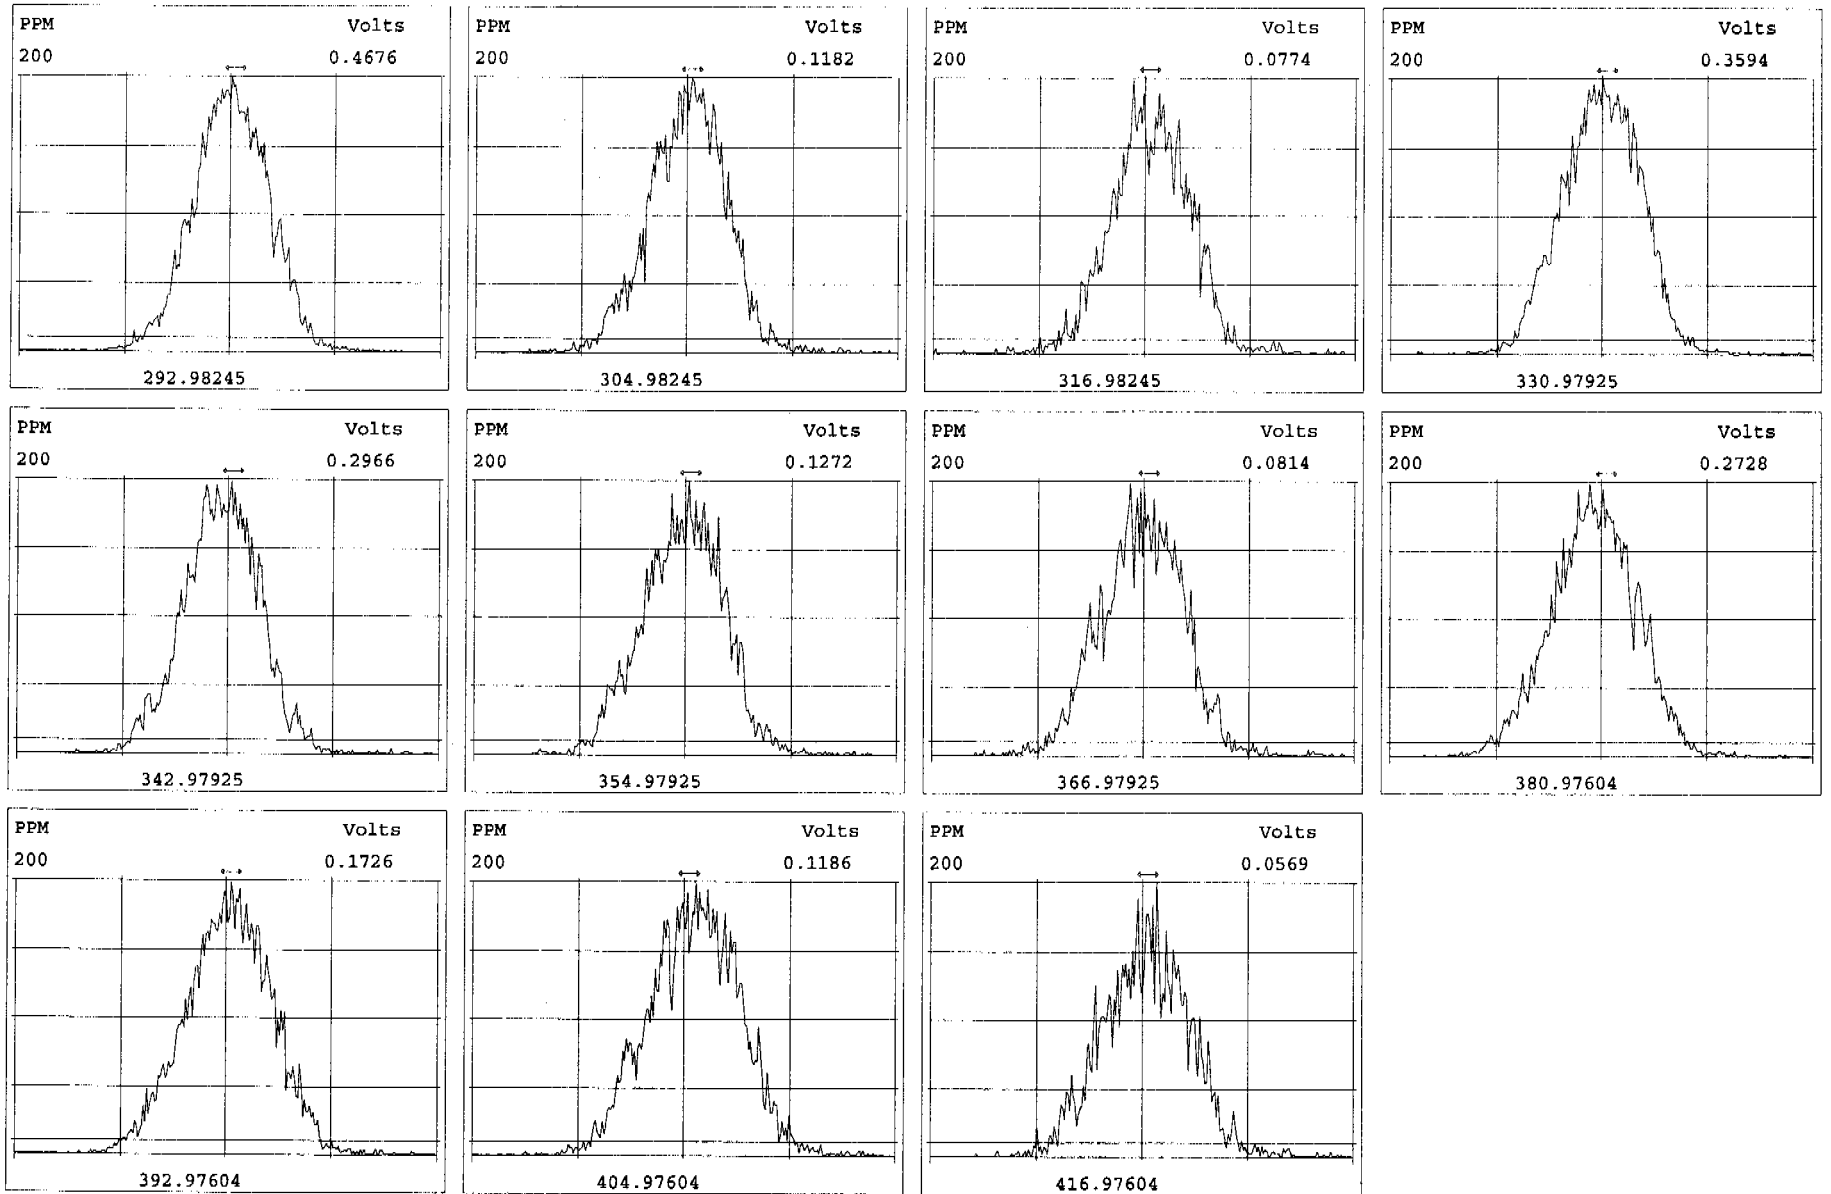 PPM Volts
200 0.4676
292.98245
PPM Volts
200 0.1182
304.98245
PPM Volts
200 0.0774
316.98245
PPM Volts
200 0.3594
330.97925
PPM Volts
200 0.2966
342.97925
PPM Volts
200 0.1272
354.97925
PPM Volts
200 0.0814
366.97925
PPM Volts
200 0.2728
380.97604
PPM Volts
200 0.1726
392.97604
PPM Volts
200 0.1186
404.97604
PPM Volts
200 0.0569
416.97604